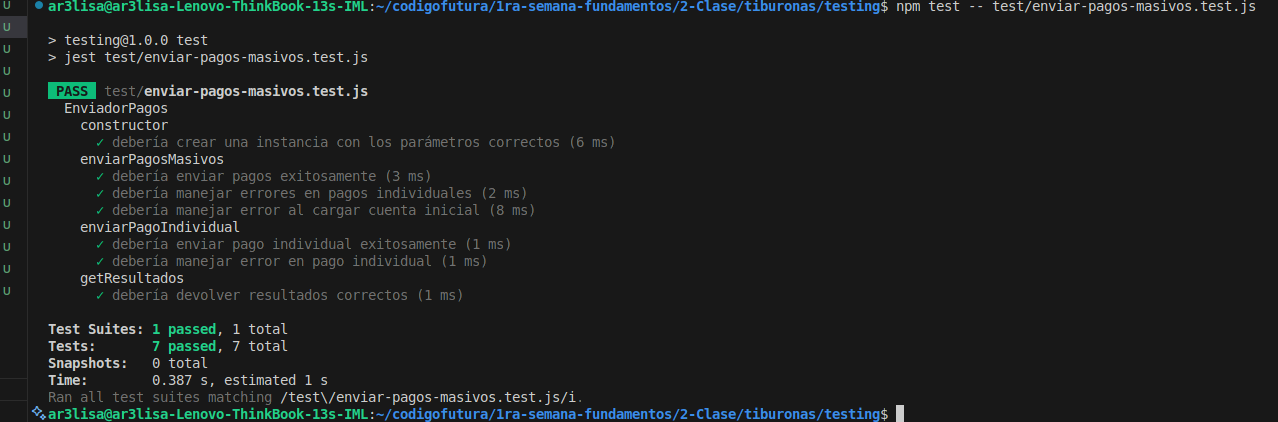 U ar3lisa@ar3lisa-Lenovo-ThinkBook-13s-IML:~/codigofutura/1ra-semana-fundamentos/2-Clase/tiburonas/testing$ npm test -- test/enviar-pagos-masivos.test.js
U
U > testing@1.0.0 test
U > jest test/enviar-pagos-masivos.test.js
U
U PASS test/enviar-pagos-masivos.test.js
U EnviadorPagos
U constructor
U ✓ debería crear una instancia con los parámetros correctos (6 ms)
U enviarPagosMasivos
U ✓ debería enviar pagos exitosamente (3 ms)
U ✓ debería manejar errores en pagos individuales (2 ms)
U ✓ debería manejar error al cargar cuenta inicial (8 ms)
U enviarPagoIndividual
✓ debería enviar pago individual exitosamente (1 ms)
✓ debería manejar error en pago individual (1 ms)
getResultados
✓ debería devolver resultados correctos (1 ms)
Test Suites: 1 passed, 1 total
Tests: 7 passed, 7 total
Snapshots: 0 total
Time: 0.387 s, estimated 1 s
Ran all test suites matching /test\/enviar-pagos-masivos.test.js/i.
ar3lisa@ar3lisa-Lenovo-ThinkBook-13s-IML:~/codigofutura/1ra-semana-fundamentos/2-Clase/tiburonas/testing$